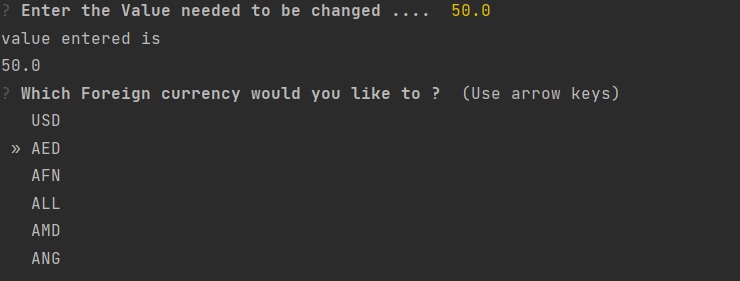 ? Enter the Value needed to be changed .... 50.0
value entered is
50.0
? Which Foreign currency would you like to ? (Use arrow keys)
USD
» AED
AFN
ALL
AMD
ANG